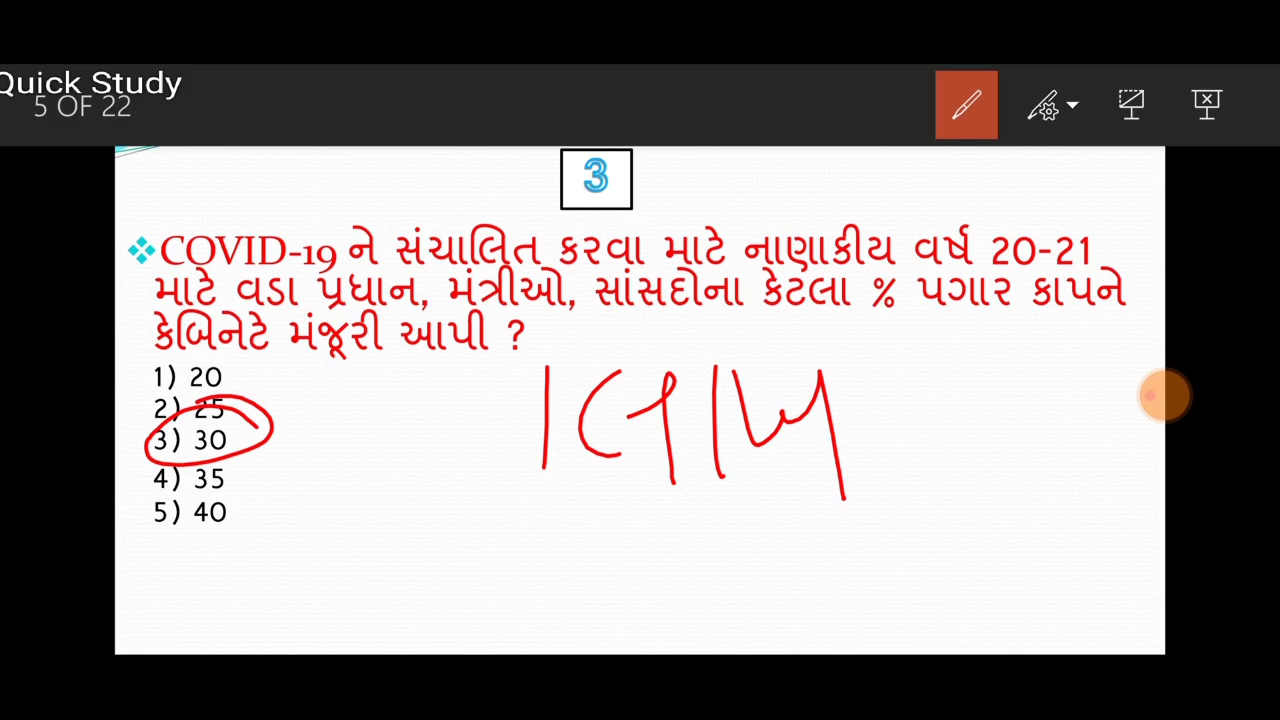 Quick Study
5 OF 22
3
COVID-19 ને સંચાલિત કરવા માટે નાણાકીય વર્ષ 20-21
માટે વડા પ્રધાન, મંત્રીઓ, સાંસદોના કેટલા % પગાર કાપને
કેબિનેટે મંજૂરી આપી ?
1) 20
2) 25
3) 30
4) 35
5) 40